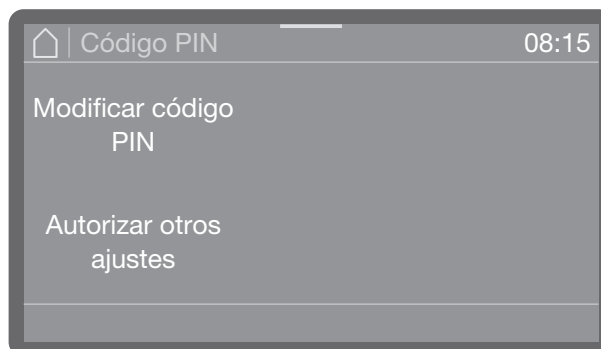 Código PIN 08:15
Modificar código
PIN
Autorizar otros
ajustes